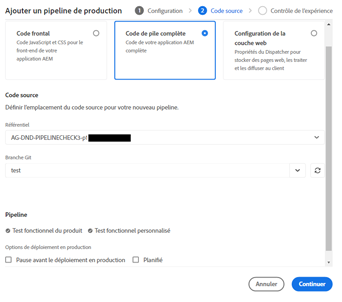 Ajouter un pipeline de production
1 Configuration
2 Code source
Contrôle de l'expérience
Code frontal
Code JavaScript et CSS pour le
front-end de votre
application AEM
Code de pile complète
Code de votre application AEM
complète
Configuration de la
couche web
Propriétés du Dispatcher pour
stocker des pages web, les traiter
et les diffuser au client
Code source
Définir l'emplacement du code source pour votre nouveau pipeline.
Référentiel
AG-DND-PIPELINECHECK3-p
Branche Git
test
Pipeline
Test fonctionnel du produit
Test fonctionnel personnalisé
Options de déploiement en production
Pause avant le déploiement en production
Planifié
Annuler
Continuer